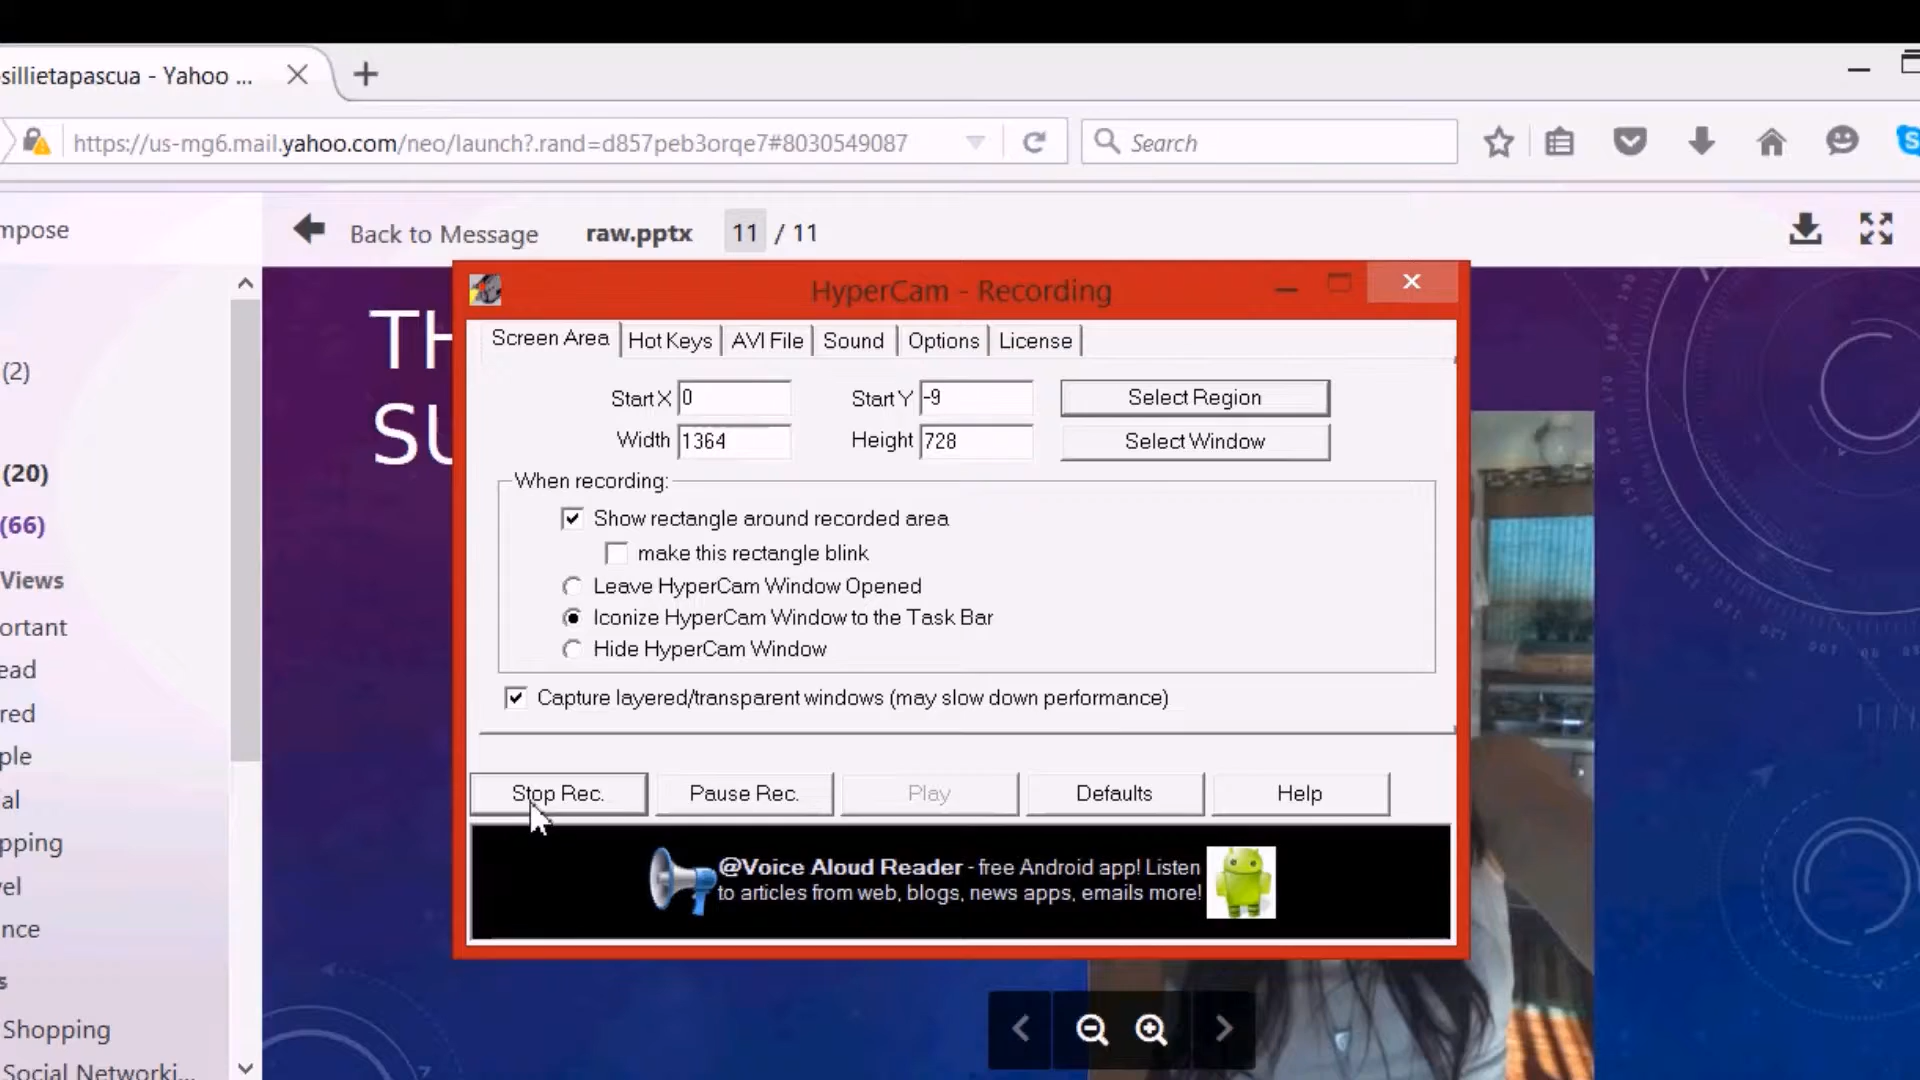 sillietapascua - Yahoo ...
https://us-mg6.mail.yahoo.com/neo/launch?.rand=d857peb3orqe7#8030549087
Search
mpose
Back to Message
raw.pptx
11 / 11
TH
SU
(2)
(20)
(66)
Views
ortant
ead
red
ple
al
pping
vel
nce
s
Shopping
Social Networki...
HyperCam - Recording
Screen Area
Hot Keys
AVI File
Sound
Options
License
Start X 0
Start Y -9
Select Region
Width 1364
Height 728
Select Window
When recording:
Show rectangle around recorded area
make this rectangle blink
Leave HyperCam Window Opened
Iconize HyperCam Window to the Task Bar
Hide HyperCam Window
Capture layered/transparent windows (may slow down performance)
Stop Rec.
Pause Rec.
Play
Defaults
Help
@Voice Aloud Reader - free Android app! Listen
to articles from web, blogs, news apps, emails more!